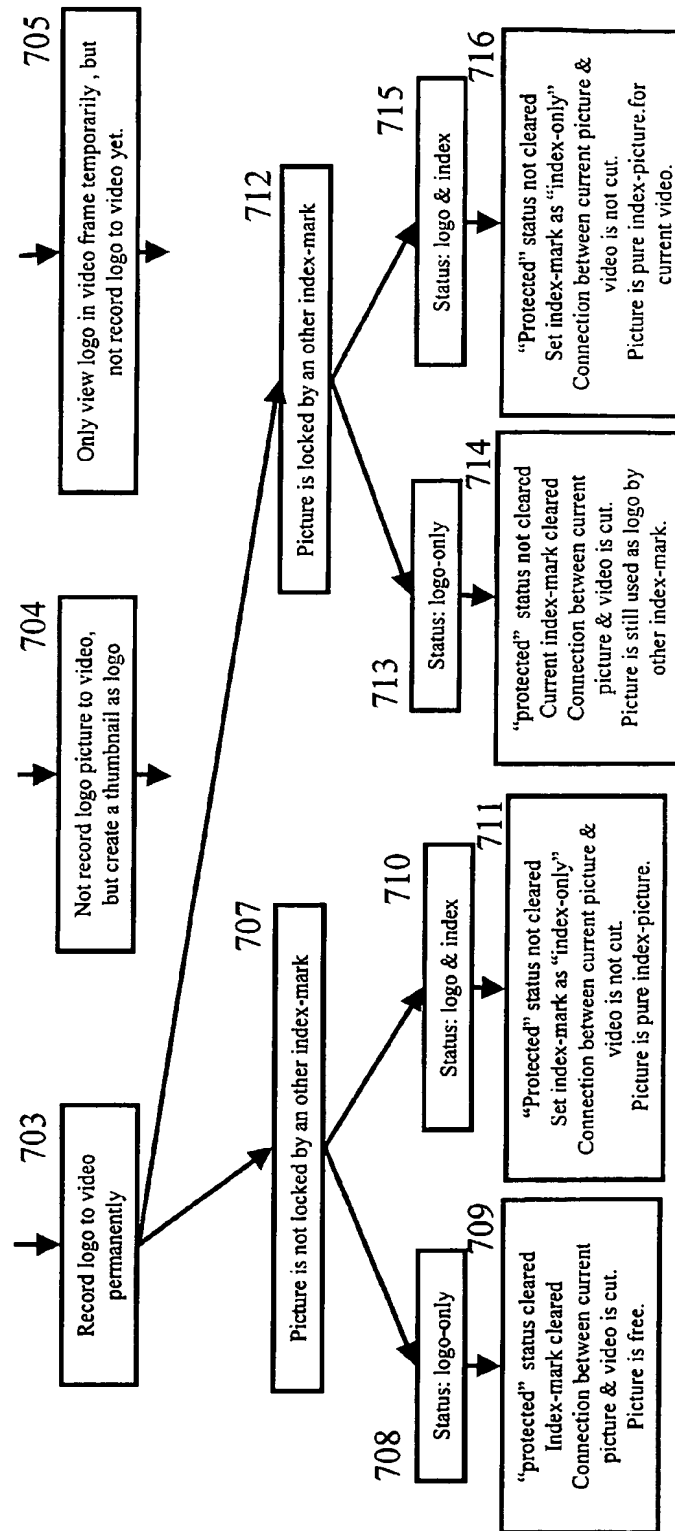 703
Record logo to video
permanently
704
Not record logo picture to video,
but create a thumbnail as logo
705
Only view logo in video frame temporarily , but
not record logo to video yet.
707
Picture is not locked by an other index-mark
712
Picture is locked by an other index-mark
708
Status: logo-only
710
Status: logo & index
713
Status: logo-only
715
Status: logo & index
709
“protected” status cleared
Index-mark cleared
Connection between current
picture & video is cut.
Picture is free.
711
“Protected” status not cleared
Set index-mark as “index-only”
Connection between current picture &
video is not cut.
Picture is pure index-picture.
714
“protected” status not cleared
Current index-mark cleared
Connection between current
picture & video is cut.
Picture is still used as logo by
other index-mark.
716
“Protected” status not cleared
Set index-mark as “index-only”
Connection between current picture &
video is not cut.
Picture is pure index-picture.for
current video.